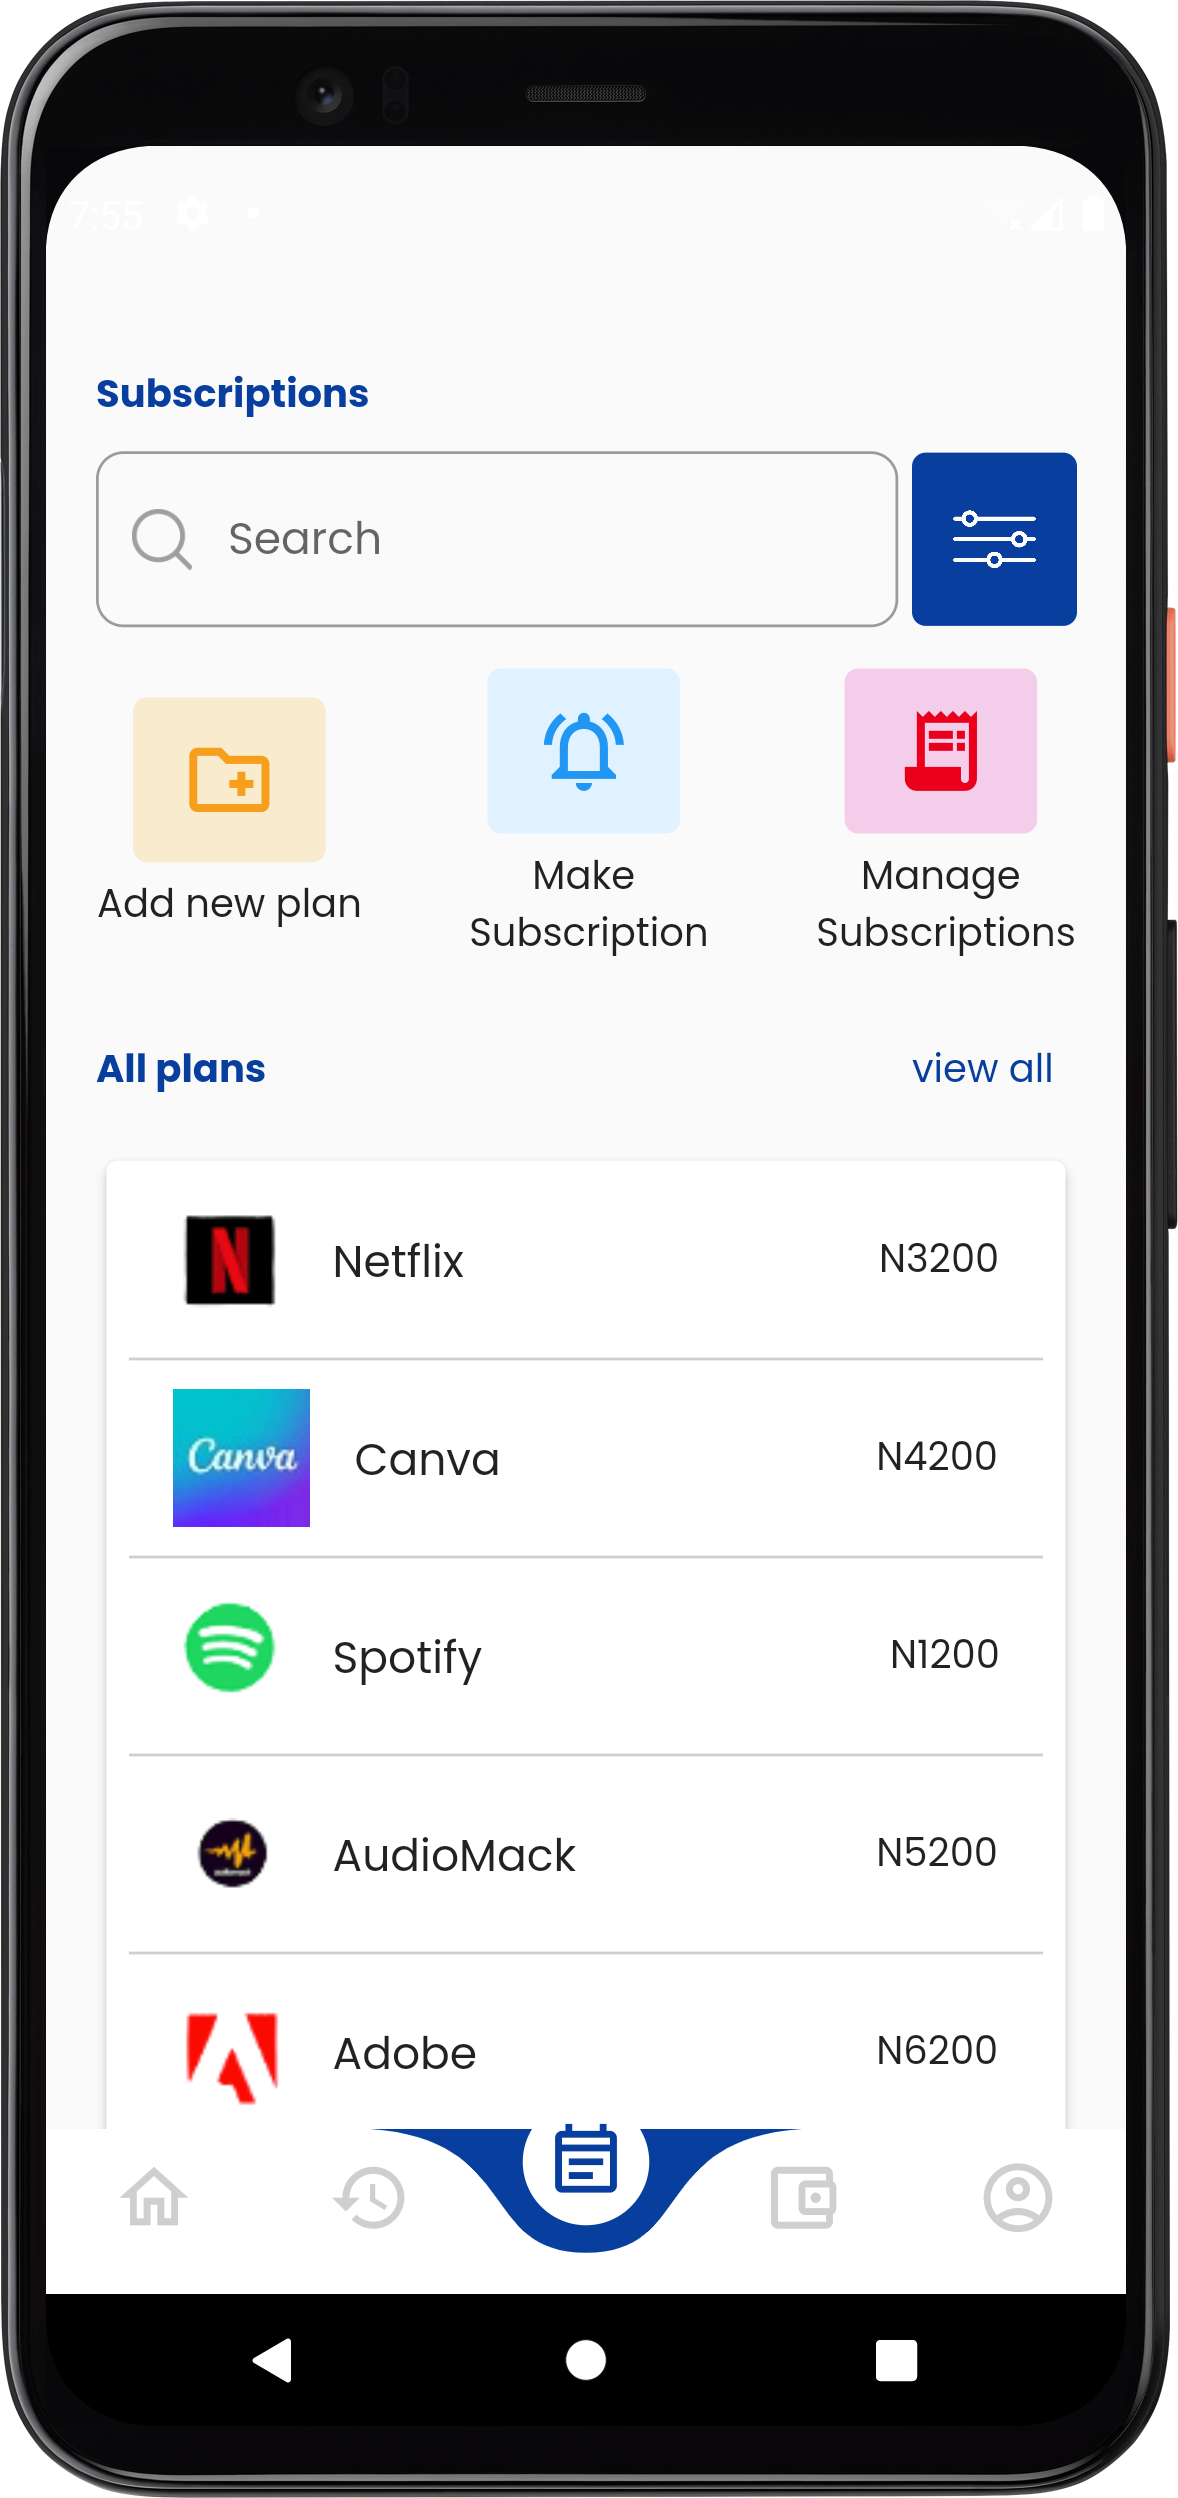 7:55
Subscriptions
Search
Add new plan
Make
Subscription
Manage
Subscriptions
All plans
view all
N
Netflix
N3200
Canva
Canva
N4200
Spotify
N1200
AudioMack
N5200
Adobe
N6200